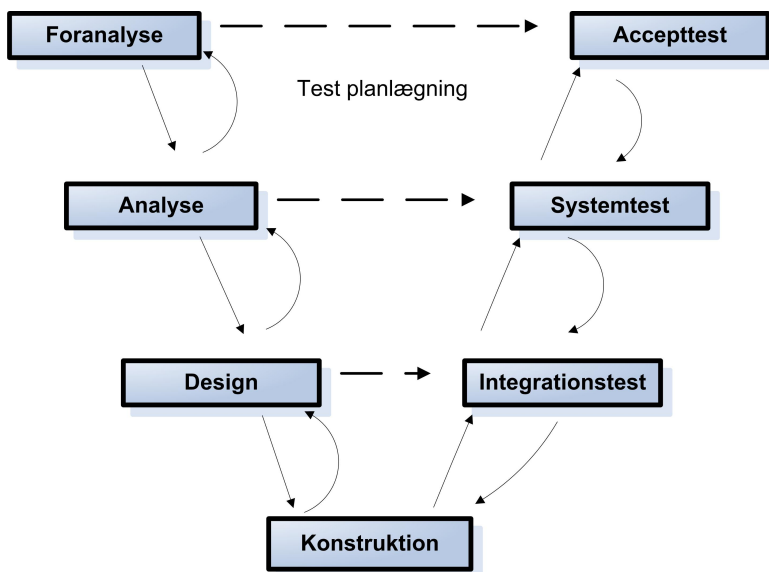 Foranalyse
Accepttest
Test planlægning
Analyse
Systemtest
Design
Integrationstest
Konstruktion